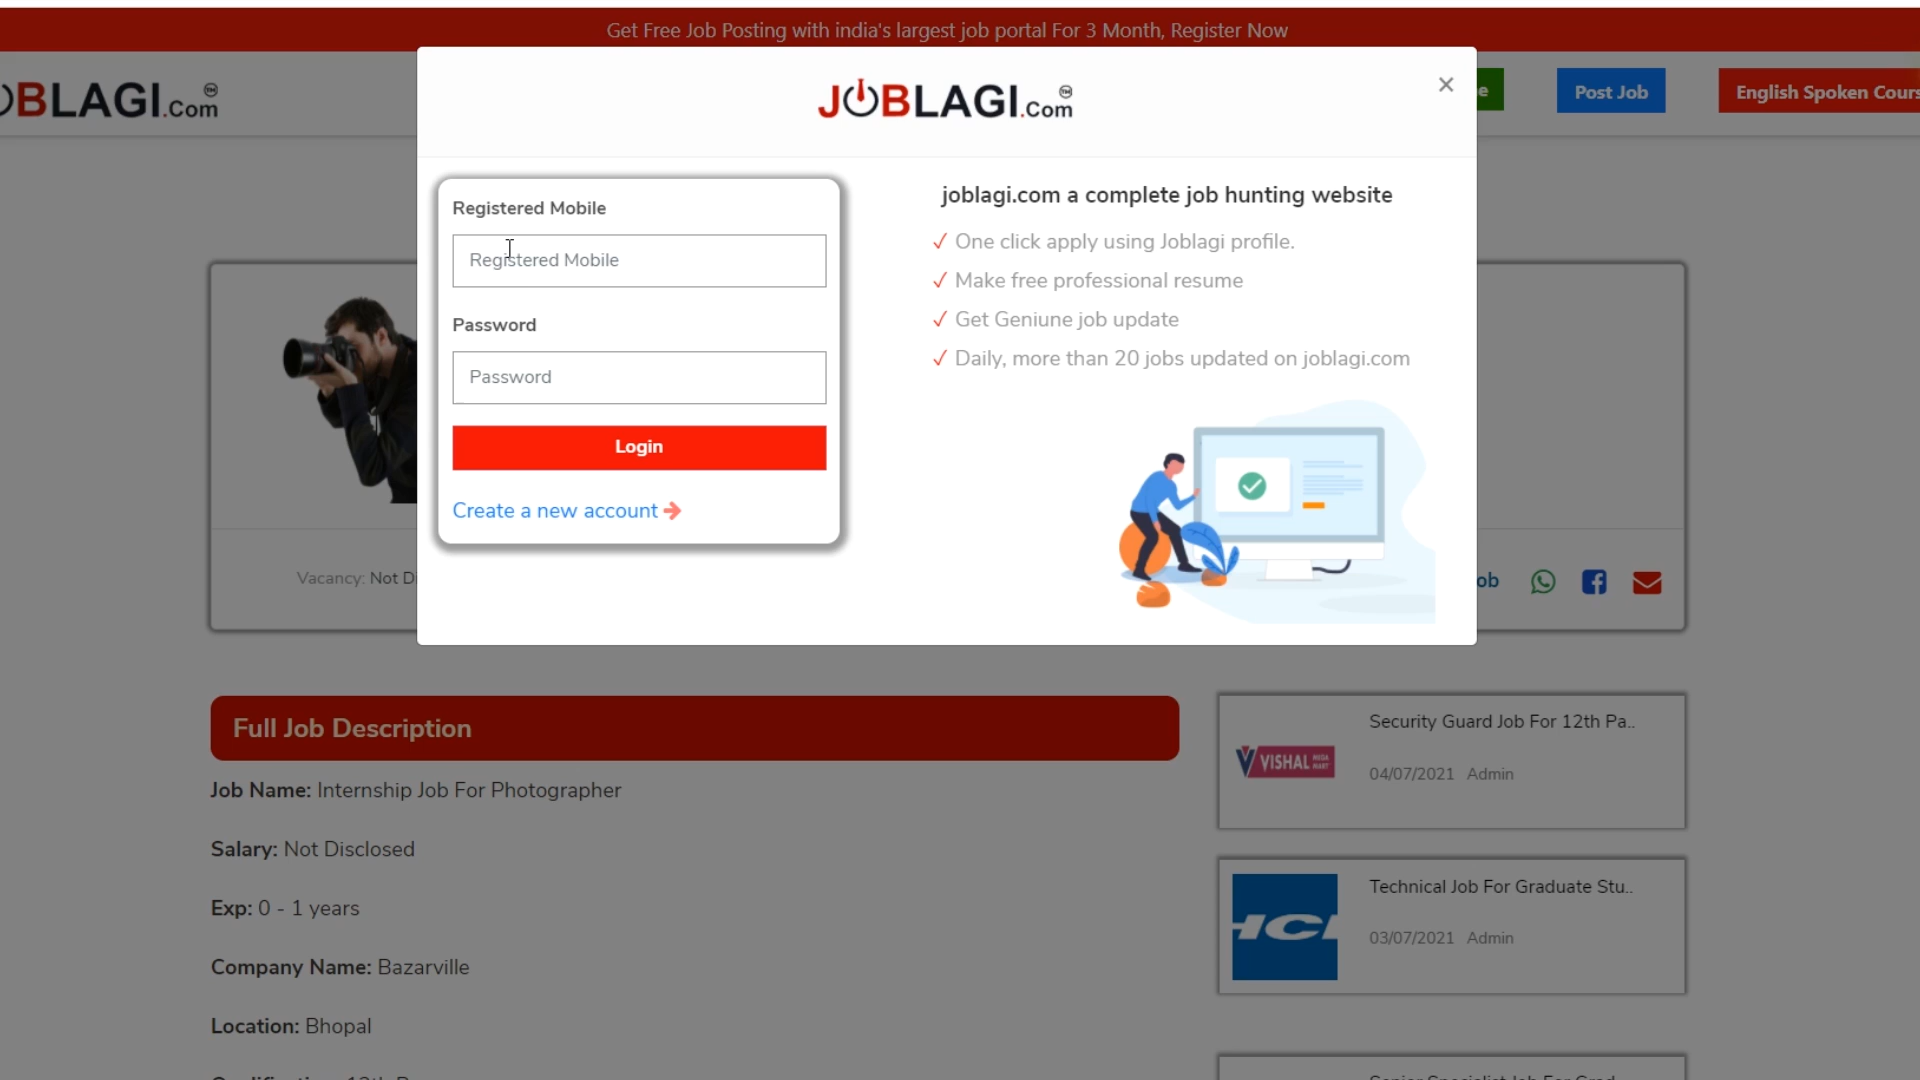 Get Free Job Posting with india's largest job portal For 3 Month, Register Now
BLAGI.Com
JOBLAGI.Com
×
e
Post Job
English Spoken Cours
Registered Mobile
Registered Mobile
Password
Password
Login
Create a new account
joblagi.com a complete job hunting website
One click apply using Joblagi profile.
Make free professional resume
Get Geniune job update
Daily, more than 20 jobs updated on joblagi.com
Vacancy: Not Di
ob
Full Job Description
Job Name: Internship Job For Photographer
Salary: Not Disclosed
Exp: 0 - 1 years
Company Name: Bazarville
Location: Bhopal
Security Guard Job For 12th Pa..
VISHAL MEGA MART
04/07/2021 Admin
Technical Job For Graduate Stu..
HCL
03/07/2021 Admin